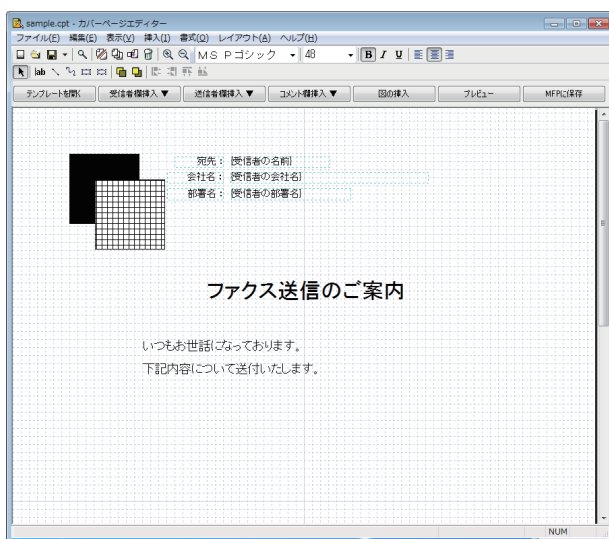 sample.cpt - カバーページエディター
ファイル(F) 編集(E) 表示(V) 挿入(I) 書式(O) レイアウト(A) ヘルプ(H)
ＭＳ Ｐゴシック 48 B I U
lab
テンプレートを開く 受信者欄挿入 ▼ 送信者欄挿入 ▼ コメント欄挿入 ▼ 図の挿入 プレビュー MFPに保存
宛先： {受信者の名前}
会社名： {受信者の会社名}
部署名： {受信者の部署名}
ファクス送信のご案内
いつもお世話になっております。
下記内容について送付いたします。
NUM